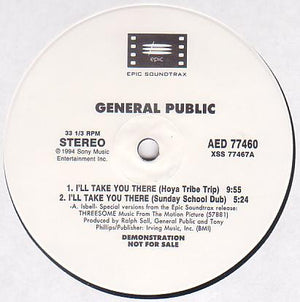 epic
EPIC SOUNDTRAX
GENERAL PUBLIC
33 1/3 RPM
STEREO
℗1994 Sony Music
Entertainment Inc.
AED 77460
XSS 77467A
1. I'LL TAKE YOU THERE (Hoya Tribe Trip) 9:55
2. I'LL TAKE YOU THERE (Sunday School Dub) 5:24
-A. Isbell- Special versions from the Epic Soundtrax release:
THREESOME Music From The Motion Picture (57881)
Produced by Ralph Sall, General Public and Tony
Phillips/Publisher: Irving Music, Inc. (BMI)
DEMONSTRATION
NOT FOR SALE